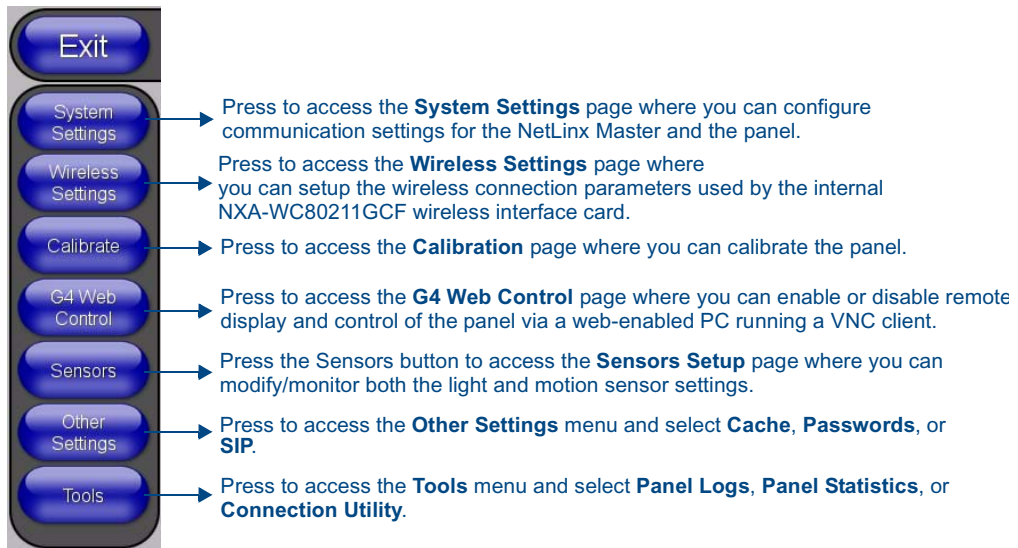 Exit
System
Settings
Press to access the System Settings page where you can configure
communication settings for the NetLinx Master and the panel.
Wireless
Settings
Press to access the Wireless Settings page where
you can setup the wireless connection parameters used by the internal
NXA-WC80211GCF wireless interface card.
Calibrate
Press to access the Calibration page where you can calibrate the panel.
G4 Web
Control
Press to access the G4 Web Control page where you can enable or disable remote
display and control of the panel via a web-enabled PC running a VNC client.
Sensors
Press the Sensors button to access the Sensors Setup page where you can
modify/monitor both the light and motion sensor settings.
Other
Settings
Press to access the Other Settings menu and select Cache, Passwords, or
SIP.
Tools
Press to access the Tools menu and select Panel Logs, Panel Statistics, or
Connection Utility.